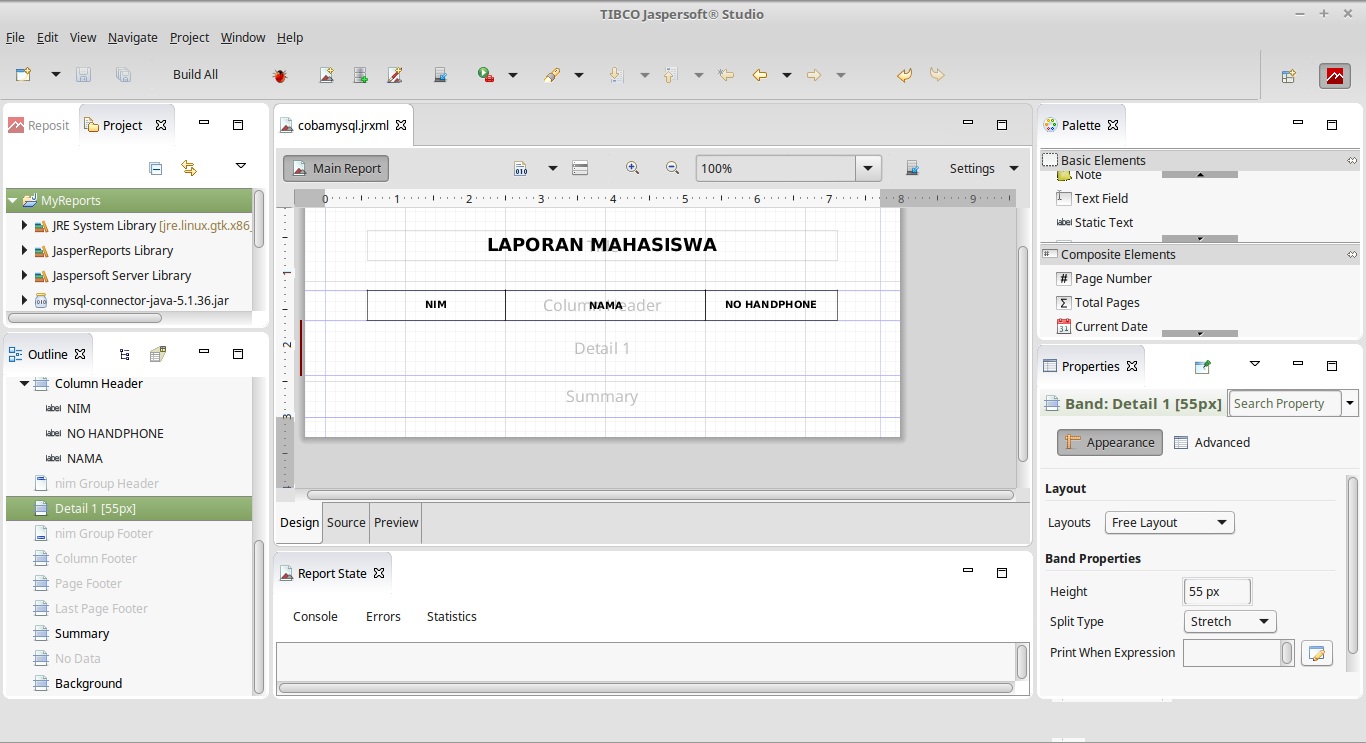 TIBCO Jaspersoft® Studio
File Edit View Navigate Project Window Help
Build All
Reposit Project
MyReports
JRE System Library [jre.linux.gtk.x86_
JasperReports Library
Jaspersoft Server Library
mysql-connector-java-5.1.36.jar
Outline
Column Header
NIM
NO HANDPHONE
NAMA
nim Group Header
Detail 1 [55px]
nim Group Footer
Column Footer
Page Footer
Last Page Footer
Summary
No Data
Background
cobamysql.jrxml
Main Report 100% Settings
0 1 2 3 4 5 6 7 8 9
1
2
3
LAPORAN MAHASISWA
NIM Column Header NAMA NO HANDPHONE
Detail 1
Summary
Design Source Preview
Report State
Console Errors Statistics
Palette
Basic Elements
Note
Text Field
label Static Text
Composite Elements
# Page Number
Σ Total Pages
31 Current Date
Properties
Band: Detail 1 [55px] Search Property
Appearance Advanced
Layout
Layouts Free Layout
Band Properties
Height 55 px
Split Type Stretch
Print When Expression